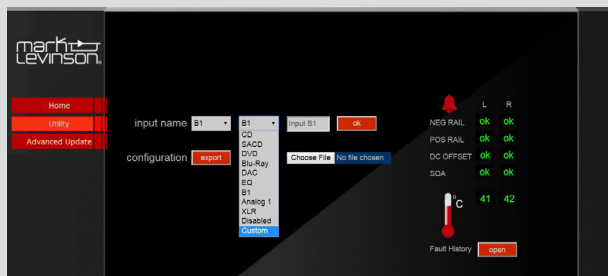 mark
Levinson®
Home
Utility
Advanced Update
input name B1 B1 Input B1 ok
CD
SACD
DVD
Blu-Ray
DAC
EQ
B1
Analog 1
XLR
Disabled
Custom
configuration export Choose File No file chosen
L R
NEG RAIL ok ok
POS RAIL ok ok
DC OFFSET ok ok
SOA ok ok
°C 41 42
Fault History open